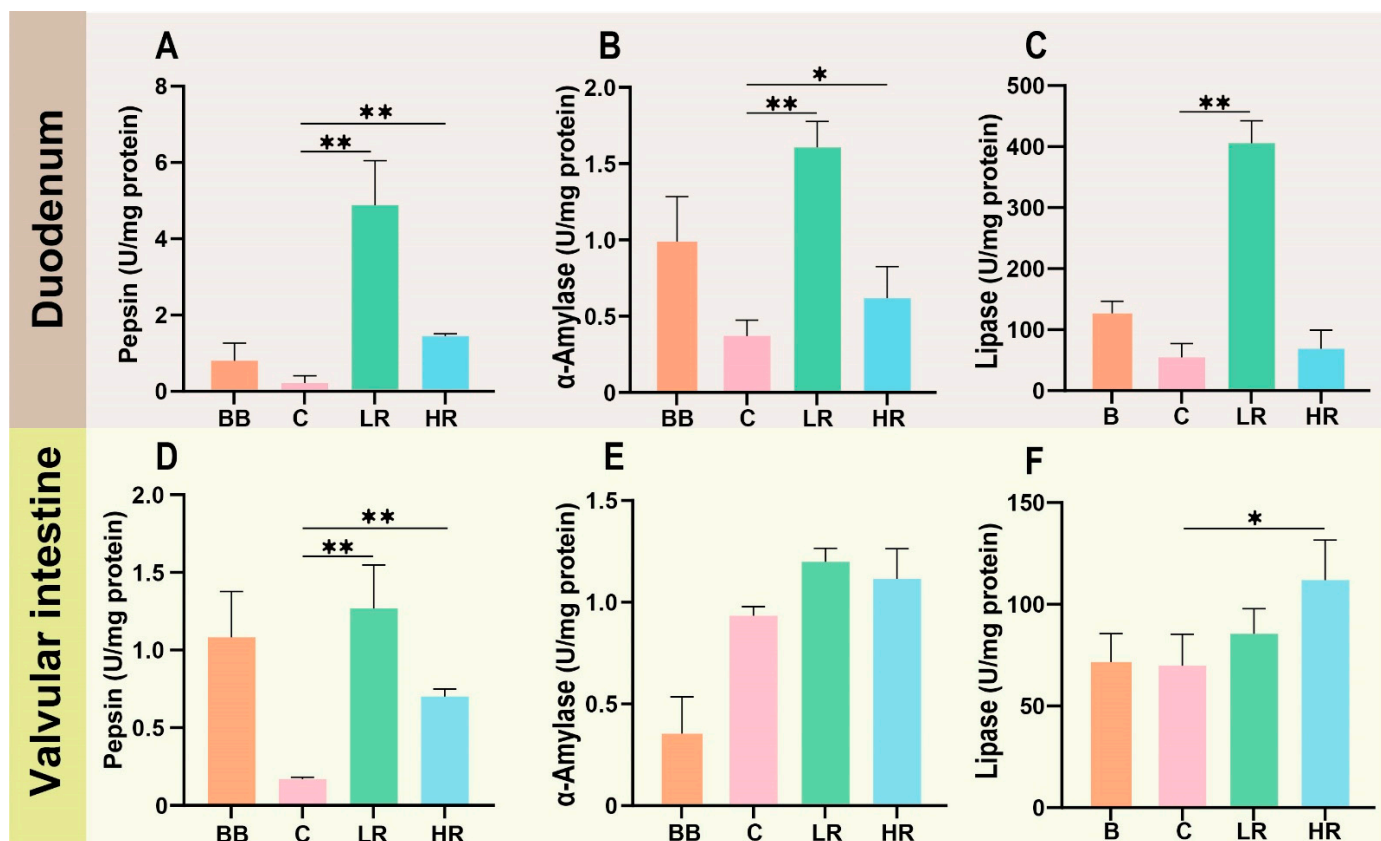 Duodenum
A
Pepsin (U/mg protein)
8
6
4
2
0
**
**
BB C LR HR
B
α-Amylase (U/mg protein)
2.0
1.5
1.0
0.5
0
*
**
BB C LR HR
C
Lipase (U/mg protein)
500
400
300
200
100
0
**
B C LR HR
Valvular intestine
D
Pepsin (U/mg protein)
2.0
1.5
1.0
0.5
0
**
**
BB C LR HR
E
α-Amylase (U/mg protein)
1.5
1.0
0.5
0
BB C LR HR
F
Lipase (U/mg protein)
150
100
50
0
*
B C LR HR